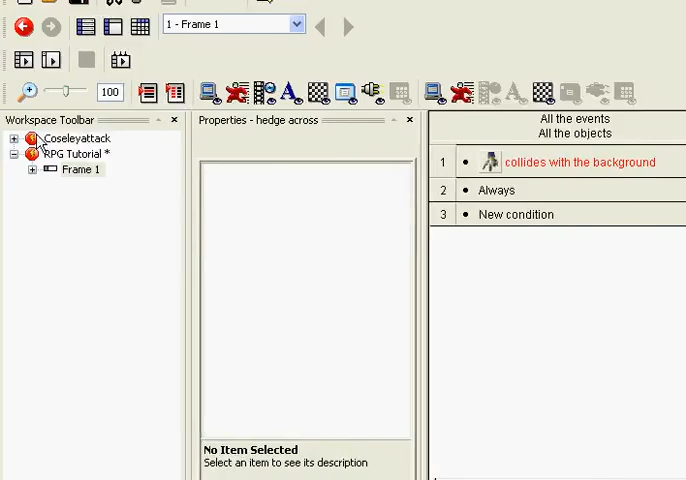 1 - Frame 1
100
Workspace Toolbar
Properties - hedge across
All the events
All the objects
Coseleyattack
RPG Tutorial *
Frame 1
1 • collides with the background
2 • Always
3 • New condition
No Item Selected
Select an item to see its description